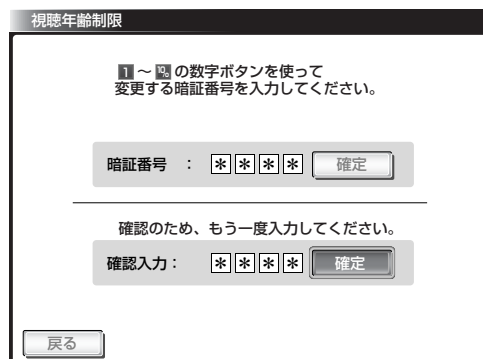 視聴年齢制限
1 ～ 10 の数字ボタンを使って
変更する暗証番号を入力してください。
暗証番号 ： ＊＊＊＊ 確定
確認のため、もう一度入力してください。
確認入力： ＊＊＊＊ 確定
戻る